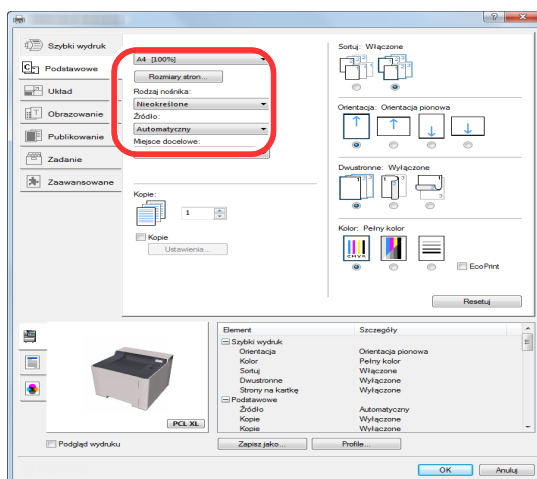 Szybki wydruk
Podstawowe
Układ
Obrazowanie
Publikowanie
Zadanie
Zaawansowane
A4 [100%]
Rozmiary stron...
Rodzaj nośnika:
Nieokreślone
Źródło:
Automatyczny
Miejsce docelowe:
Kopie:
1
Kopie
Ustawienia...
Sortuj: Włączone
Orientacja: Orientacja pionowa
Dwustronne: Wyłączone
Kolor: Pełny kolor
CMYK
EcoPrint
Resetuj
Element Szczegóły
Szybki wydruk
Orientacja Orientacja pionowa
Kolor Pełny kolor
Sortuj Włączone
Dwustronne Wyłączone
Strony na kartkę Wyłączone
Podstawowe
Źródło Automatyczny
Kopie Wyłączone
Kopie Wyłączone
PCL XL
Podgląd wydruku
Zapisz jako... Profile...
OK Anuluj